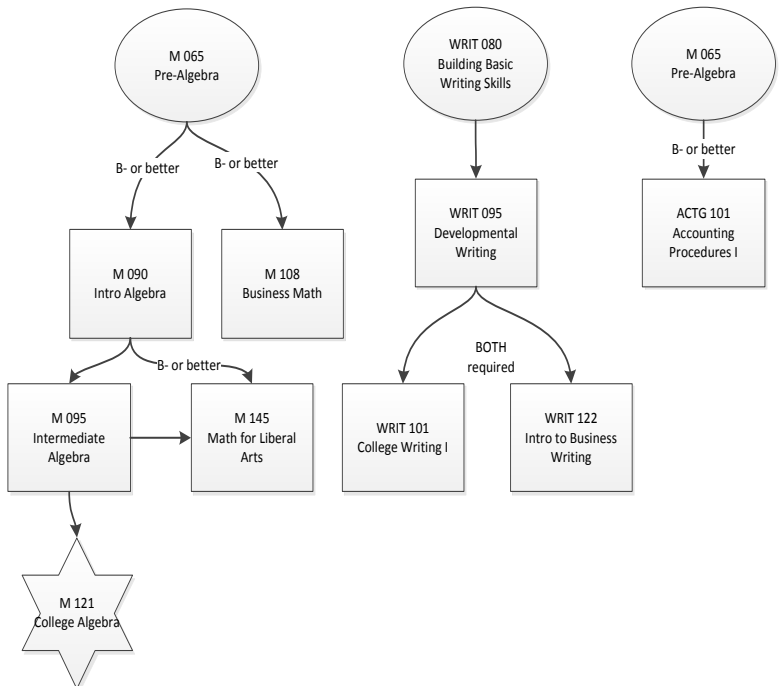 M 065
Pre-Algebra
WRIT 080
Building Basic
Writing Skills
M 065
Pre-Algebra
B- or better
B- or better
B- or better
WRIT 095
Developmental
Writing
ACTG 101
Accounting
Procedures I
M 090
Intro Algebra
M 108
Business Math
BOTH
required
B- or better
M 095
Intermediate
Algebra
M 145
Math for Liberal
Arts
WRIT 101
College Writing I
WRIT 122
Intro to Business
Writing
M 121
College Algebra